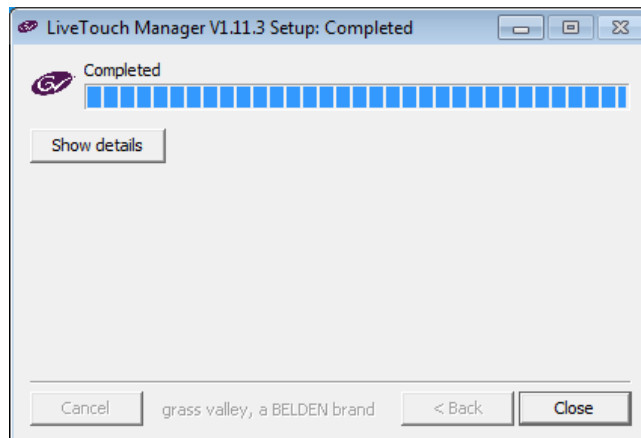 LiveTouch Manager V1.11.3 Setup: Completed
Completed
Show details
Cancel
grass valley, a BELDEN brand
< Back
Close